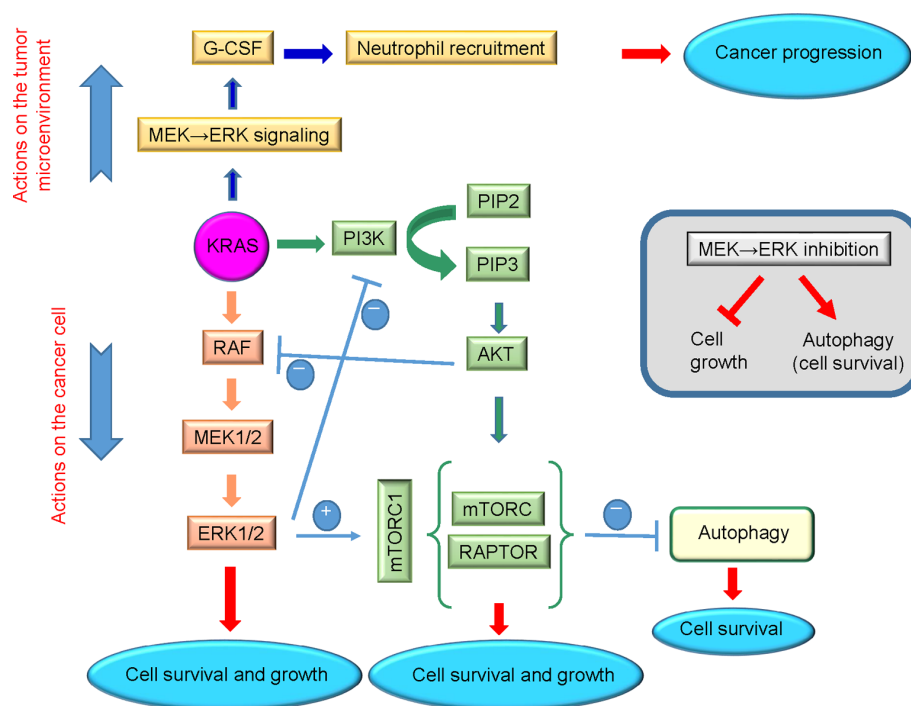 Actions on the tumor
microenvironment
G-CSF
Neutrophil recruitment
Cancer progression
MEK→ERK signaling
KRAS
PI3K
PIP2
PIP3
MEK→ERK inhibition
Cell
growth
Autophagy
(cell survival)
Actions on the cancer cell
RAF
−
−
AKT
MEK1/2
ERK1/2
+
mTORC1
mTORC
RAPTOR
−
Autophagy
Cell survival
Cell survival and growth
Cell survival and growth